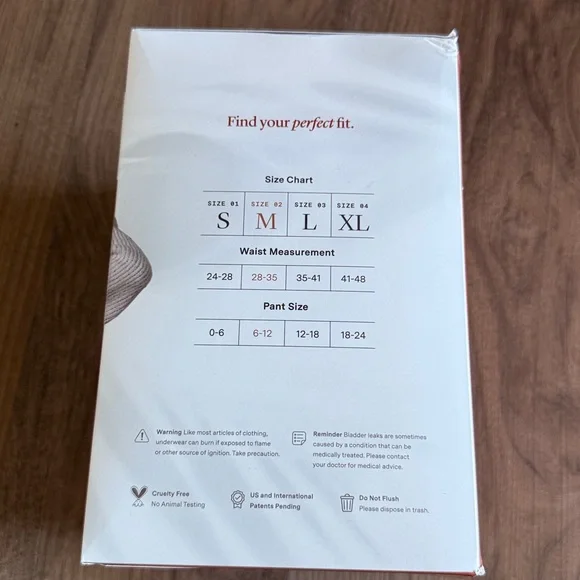 Find your perfect fit.
Size Chart
SIZE 01 SIZE 02 SIZE 03 SIZE 04
S M L XL
Waist Measurement
24-28 28-35 35-41 41-48
Pant Size
0-6 6-12 12-18 18-24
Warning Like most articles of clothing,
underwear can burn if exposed to flame
or other source of ignition. Take precaution.
Reminder Bladder leaks are sometimes
caused by a condition that can be
medically treated. Please contact
your doctor for medical advice.
Cruelty Free
No Animal Testing
US and International
Patents Pending
Do Not Flush
Please dispose in trash.